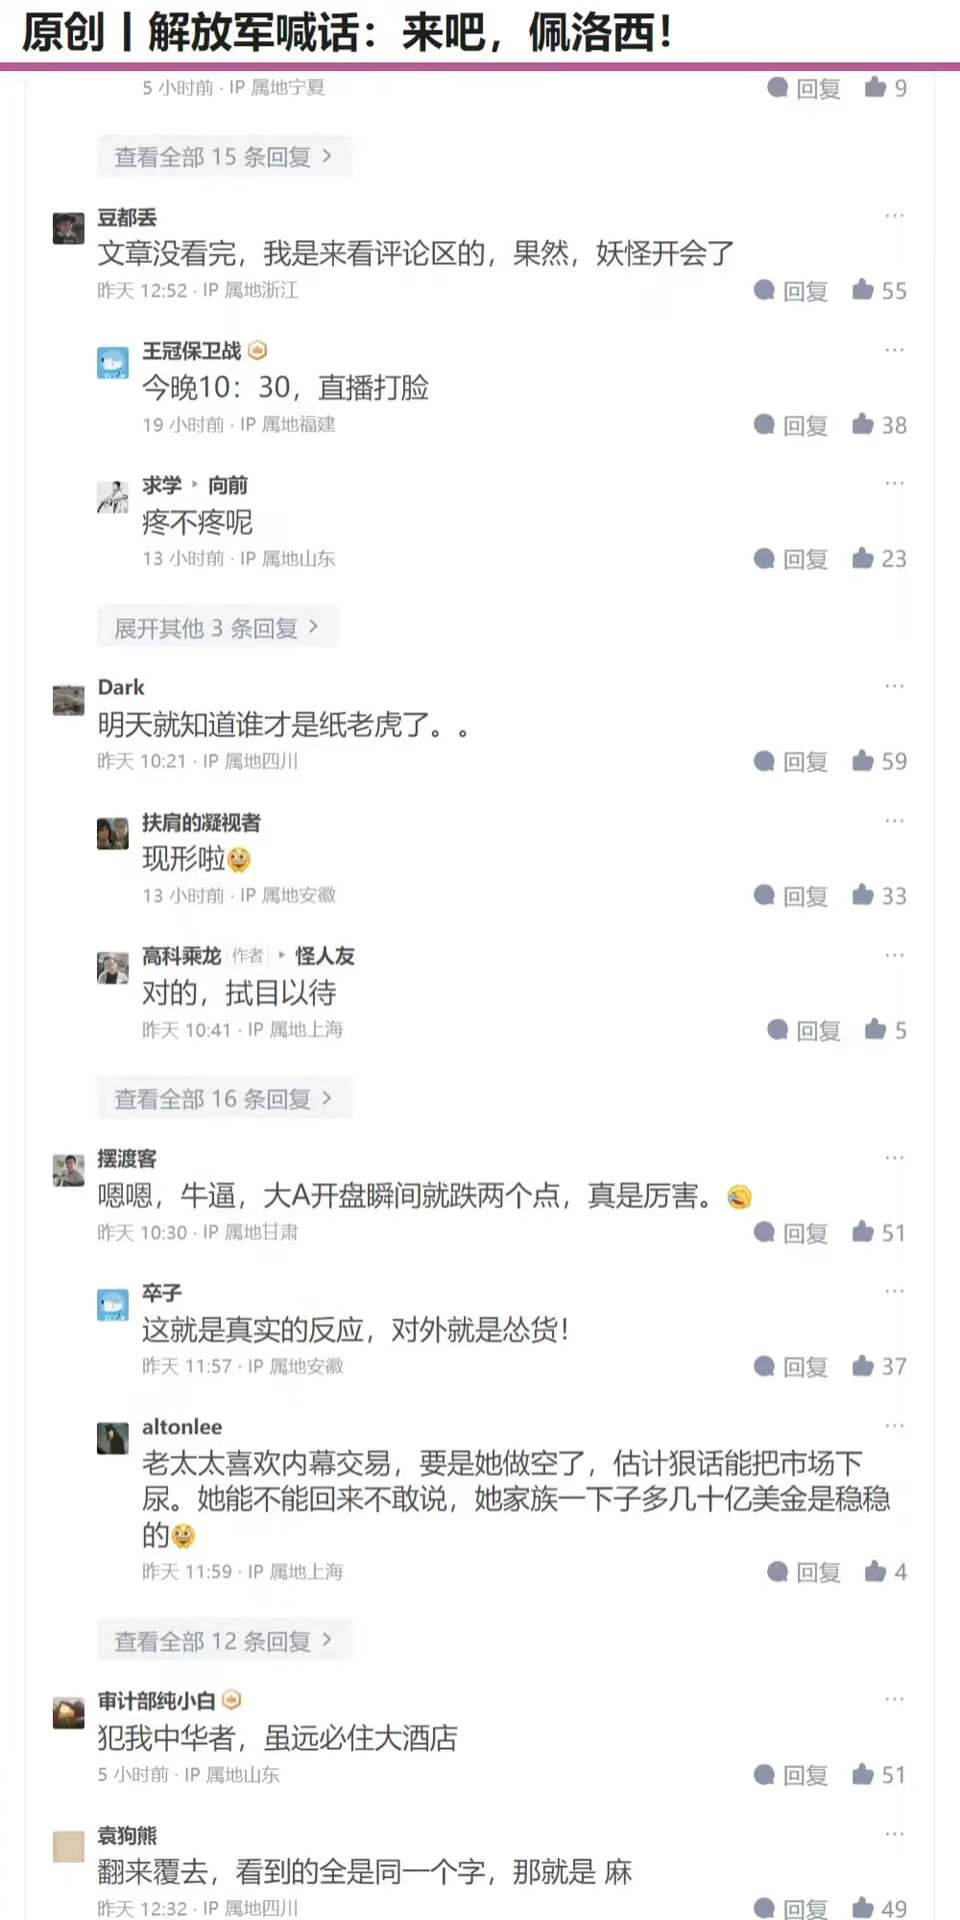 原创丨解放军喊话：来吧，佩洛西！
5 小时前 · IP 属地宁夏 回复 9
查看全部 15 条回复 >
豆都丢 ···
文章没看完，我是来看评论区的，果然，妖怪开会了
昨天 12:52 · IP 属地浙江 回复 55
王冠保卫战 ···
今晚10：30，直播打脸
19 小时前 · IP 属地福建 回复 38
求学 ▸ 向前 ···
疼不疼呢
13 小时前 · IP 属地山东 回复 23
展开其他 3 条回复 >
Dark ···
明天就知道谁才是纸老虎了。。
昨天 10:21 · IP 属地四川 回复 59
扶肩的凝视者 ···
现形啦
13 小时前 · IP 属地安徽 回复 33
高科乘龙 作者 ▸ 怪人友 ···
对的，拭目以待
昨天 10:41 · IP 属地上海 回复 5
查看全部 16 条回复 >
摆渡客 ···
嗯嗯，牛逼，大A开盘瞬间就跌两个点，真是厉害。
昨天 10:30 · IP 属地甘肃 回复 51
卒子 ···
这就是真实的反应，对外就是怂货！
昨天 11:57 · IP 属地安徽 回复 37
altonlee ···
老太太喜欢内幕交易，要是她做空了，估计狠话能把市场下
尿。她能不能回来不敢说，她家族一下子多几十亿美金是稳稳
的
昨天 11:59 · IP 属地上海 回复 4
查看全部 12 条回复 >
审计部纯小白 ···
犯我中华者，虽远必住大酒店
5 小时前 · IP 属地山东 回复 51
袁狗熊 ···
翻来覆去，看到的全是同一个字，那就是 麻
昨天 12:32 · IP 属地四川 回复 49